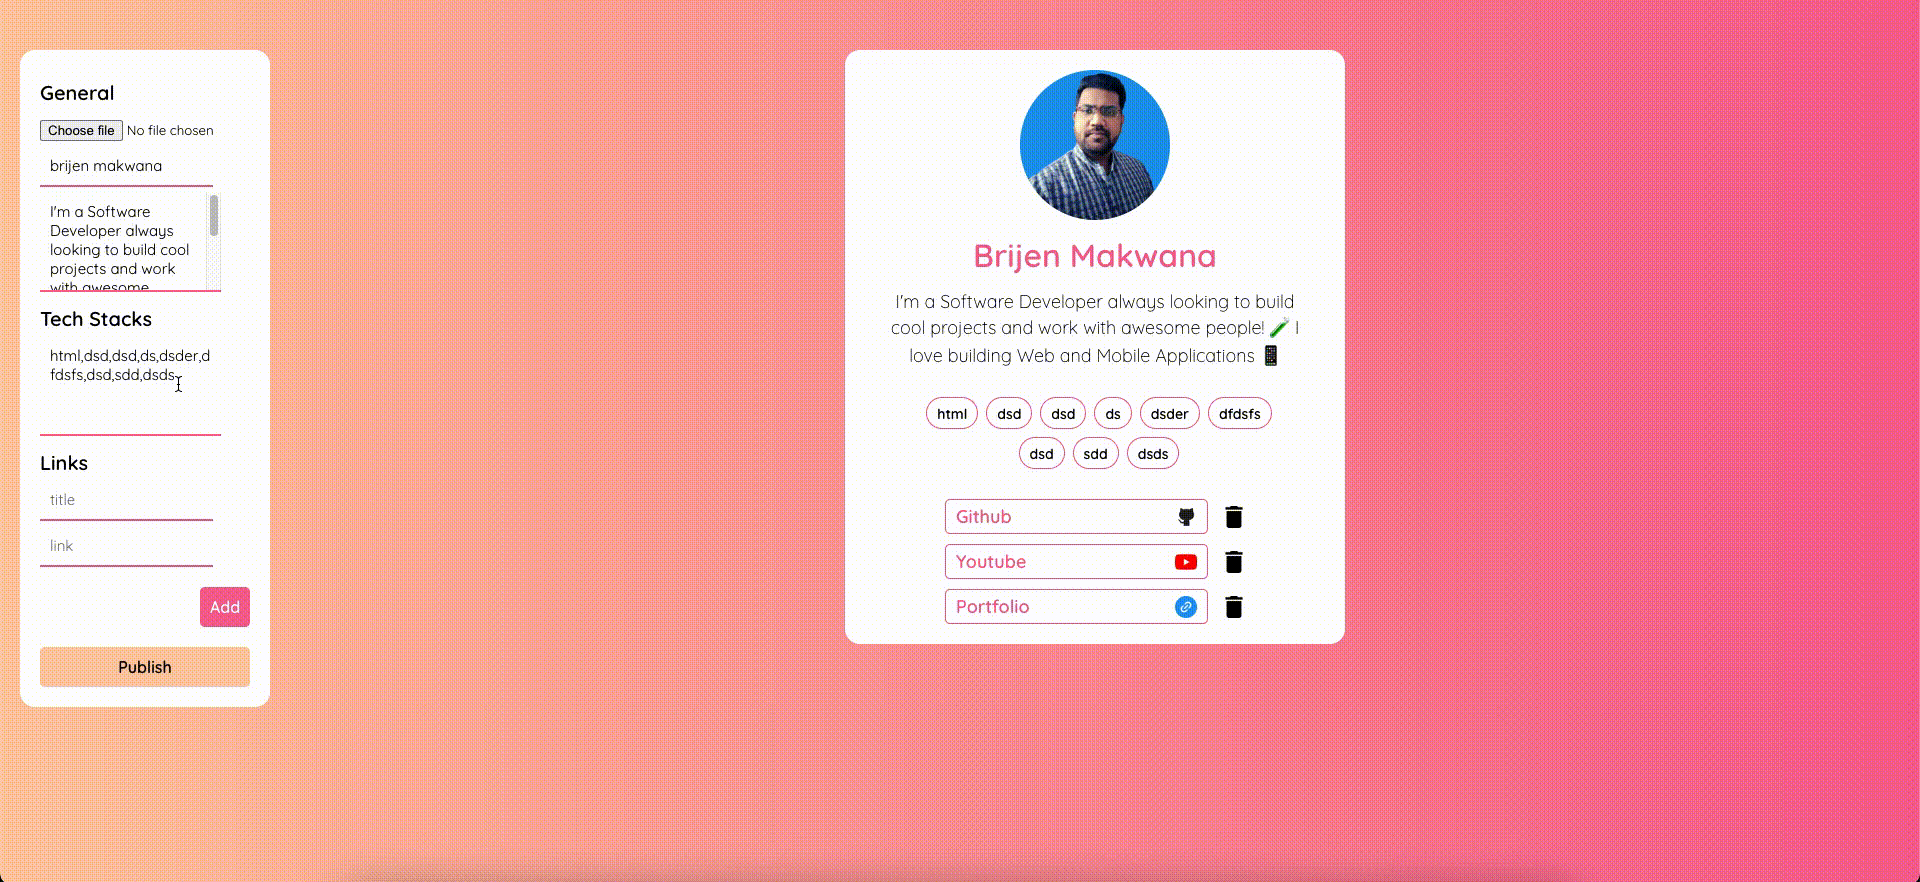 General
Choose file No file chosen
brijen makwana
I'm a Software
Developer always
looking to build cool
projects and work
with awesome
Tech Stacks
html,dsd,dsd,ds,dsder,d
fdsfs,dsd,sdd,dsds
Links
title
link
Add
Publish
Brijen Makwana
I'm a Software Developer always looking to build
cool projects and work with awesome people! 🧪 I
love building Web and Mobile Applications 📱
html dsd dsd ds dsder dfdsfs
dsd sdd dsds
Github
Youtube
Portfolio